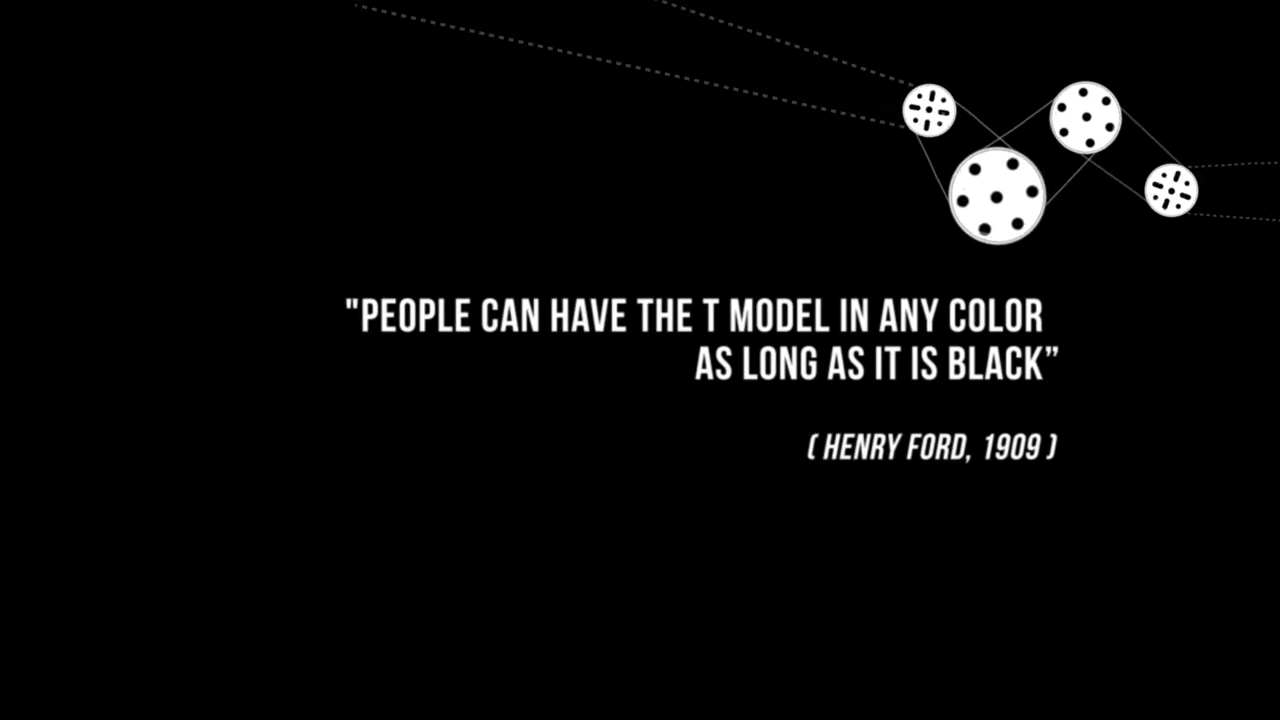 "PEOPLE CAN HAVE THE T MODEL IN ANY COLOR
AS LONG AS IT IS BLACK”
( HENRY FORD, 1909 )